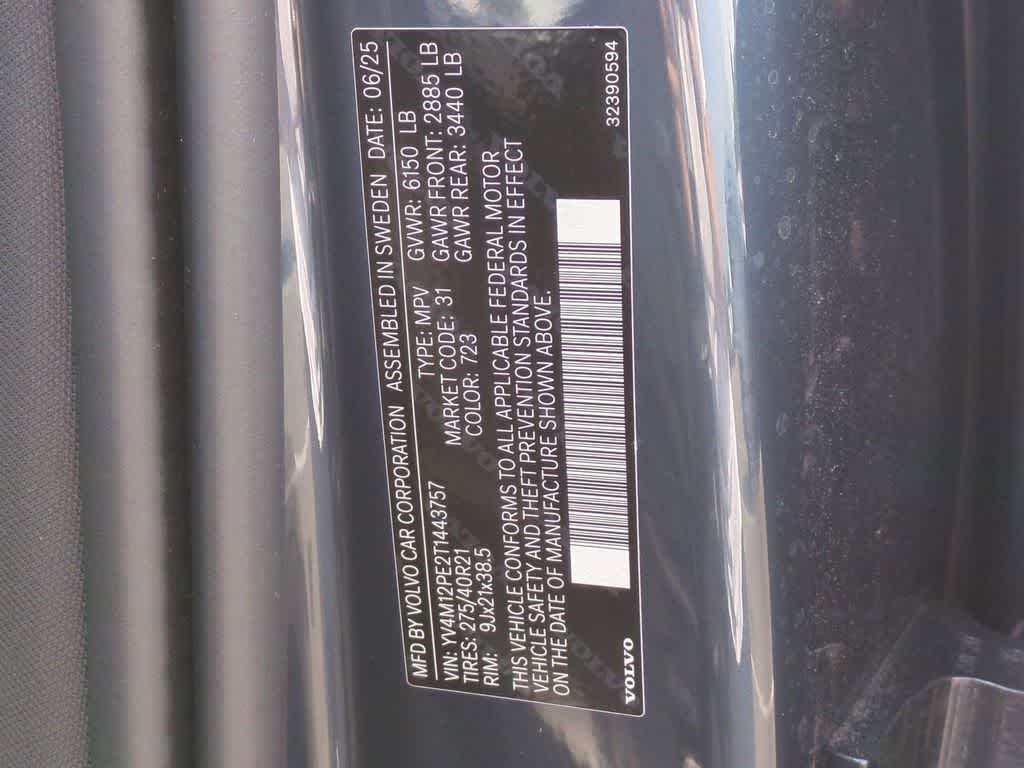 MFD BY VOLVO CAR CORPORATION ASSEMBLED IN SWEDEN DATE: 06/25
VIN: YV4M12PE2T1443757 TYPE: MPV GVWR: 6150 LB
TIRES: 275/40R21 MARKET CODE: 31 GAWR FRONT: 2885 LB
RIM: 9Jx21x38.5 COLOR: 723 GAWR REAR: 3440 LB
THIS VEHICLE CONFORMS TO ALL APPLICABLE FEDERAL MOTOR
VEHICLE SAFETY AND THEFT PREVENTION STANDARDS IN EFFECT
ON THE DATE OF MANUFACTURE SHOWN ABOVE.
VOLVO 32390594